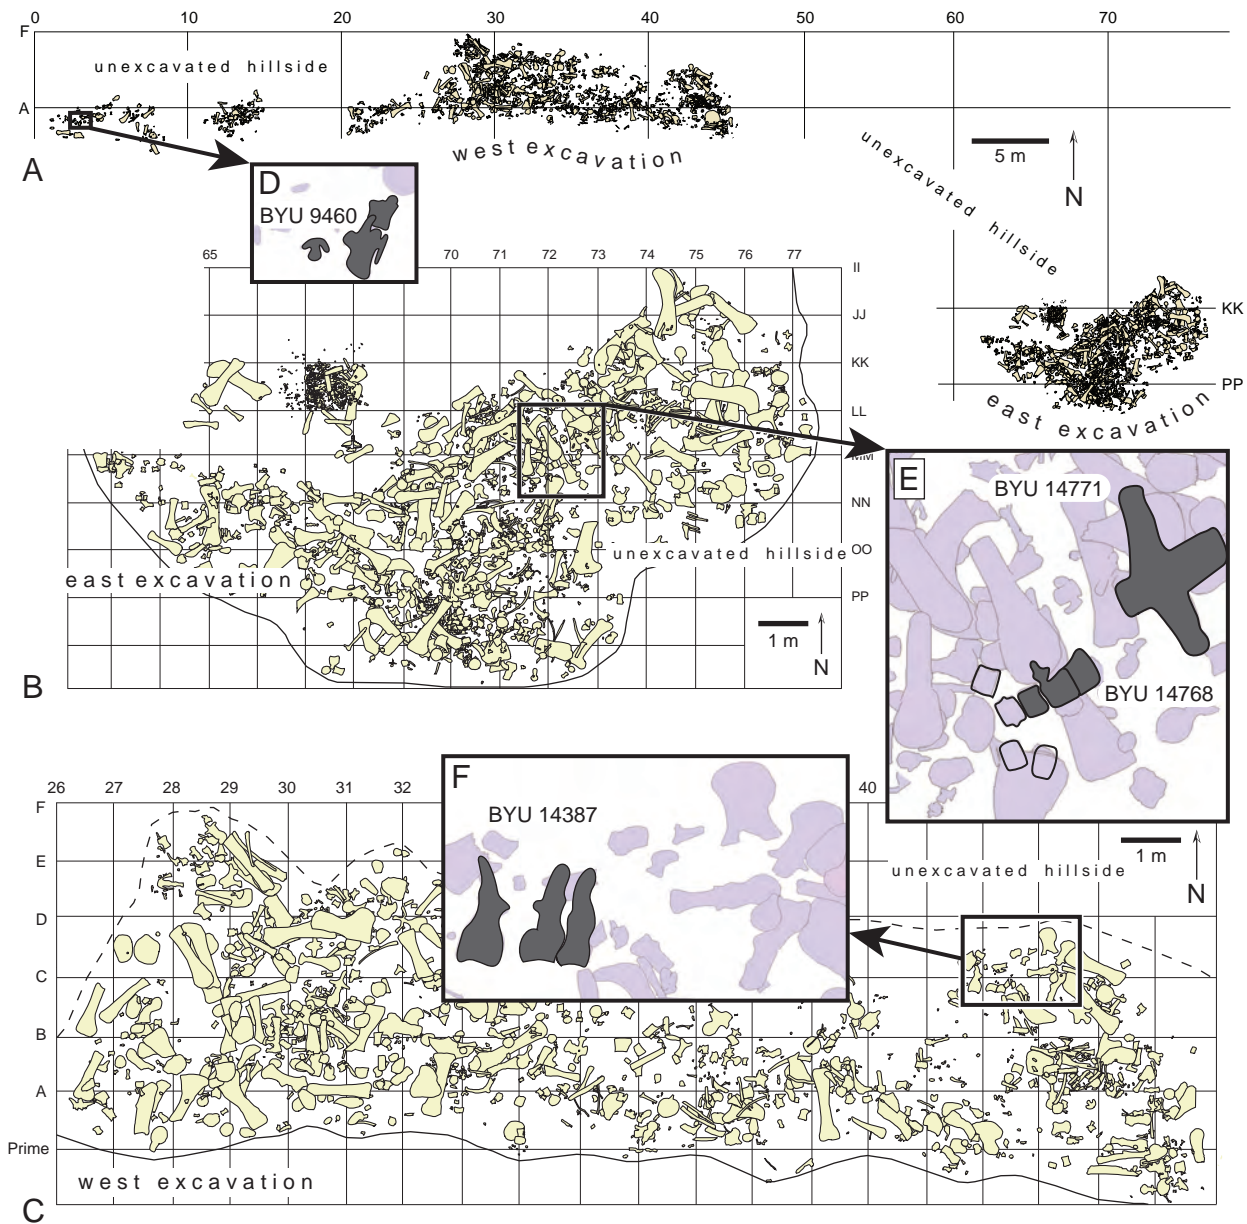 0 10 20 30 40 50 60 70
F
unexcavated hillside
A
west excavation
A
5 m
N
unexcavated hillside
KK
PP
east excavation
D
BYU 9460
65 70 71 72 73 74 75 76 77
II
JJ
KK
LL
MM
NN
OO
PP
unexcavated hillside
east excavation
1 m
N
B
E
BYU 14771
BYU 14768
26 27 28 29 30 31 32 40
F
E
D
C
B
A
Prime
F
BYU 14387
1 m
N
unexcavated hillside
west excavation
C